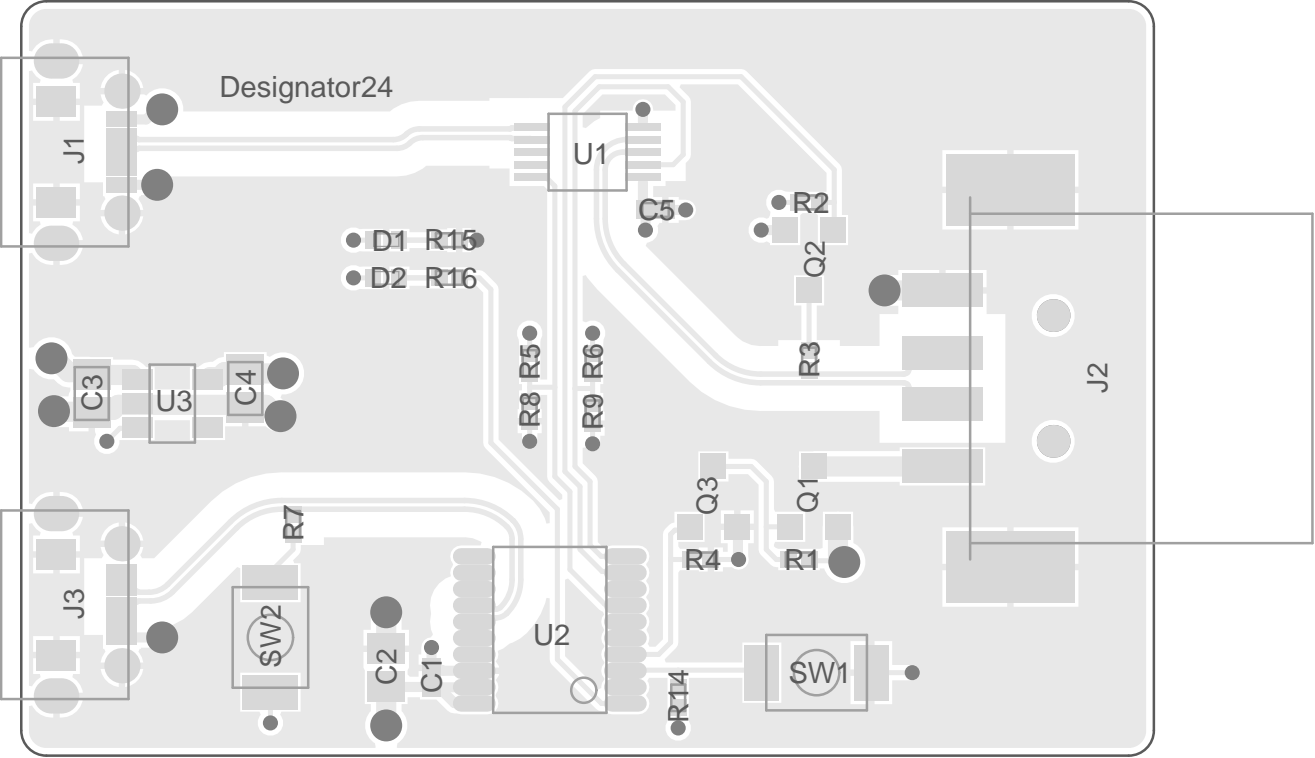 Designator24
J1
U1
C5
R2
D1
R15
Q2
D2
R16
R5
R6
R3
J2
C3
U3
C4
R8
R9
Q3
Q1
R7
R4
R1
J3
SW2
U2
C2
C1
SW1
R14